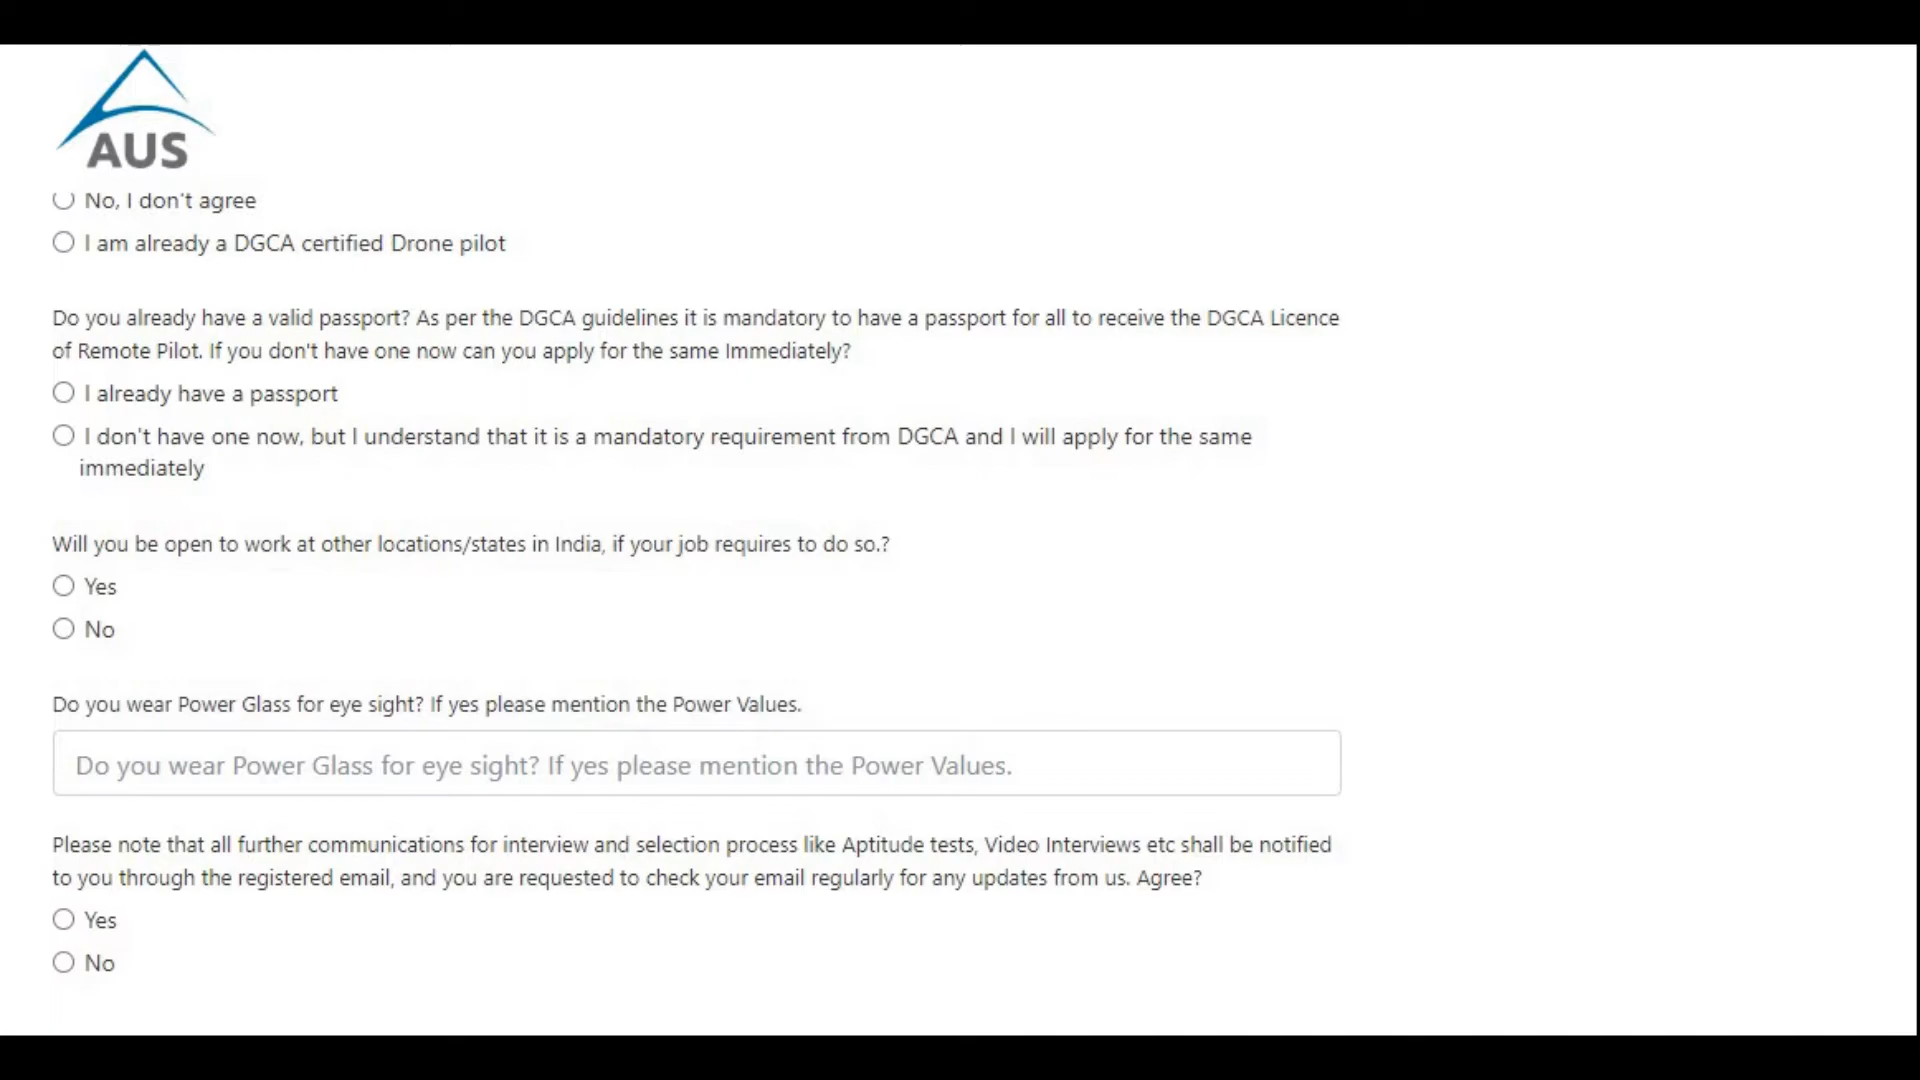 AUS
No, I don't agree
I am already a DGCA certified Drone pilot
Do you already have a valid passport? As per the DGCA guidelines it is mandatory to have a passport for all to receive the DGCA Licence
of Remote Pilot. If you don't have one now can you apply for the same Immediately?
I already have a passport
I don't have one now, but I understand that it is a mandatory requirement from DGCA and I will apply for the same
immediately
Will you be open to work at other locations/states in India, if your job requires to do so.?
Yes
No
Do you wear Power Glass for eye sight? If yes please mention the Power Values.
Do you wear Power Glass for eye sight? If yes please mention the Power Values.
Please note that all further communications for interview and selection process like Aptitude tests, Video Interviews etc shall be notified
to you through the registered email, and you are requested to check your email regularly for any updates from us. Agree?
Yes
No